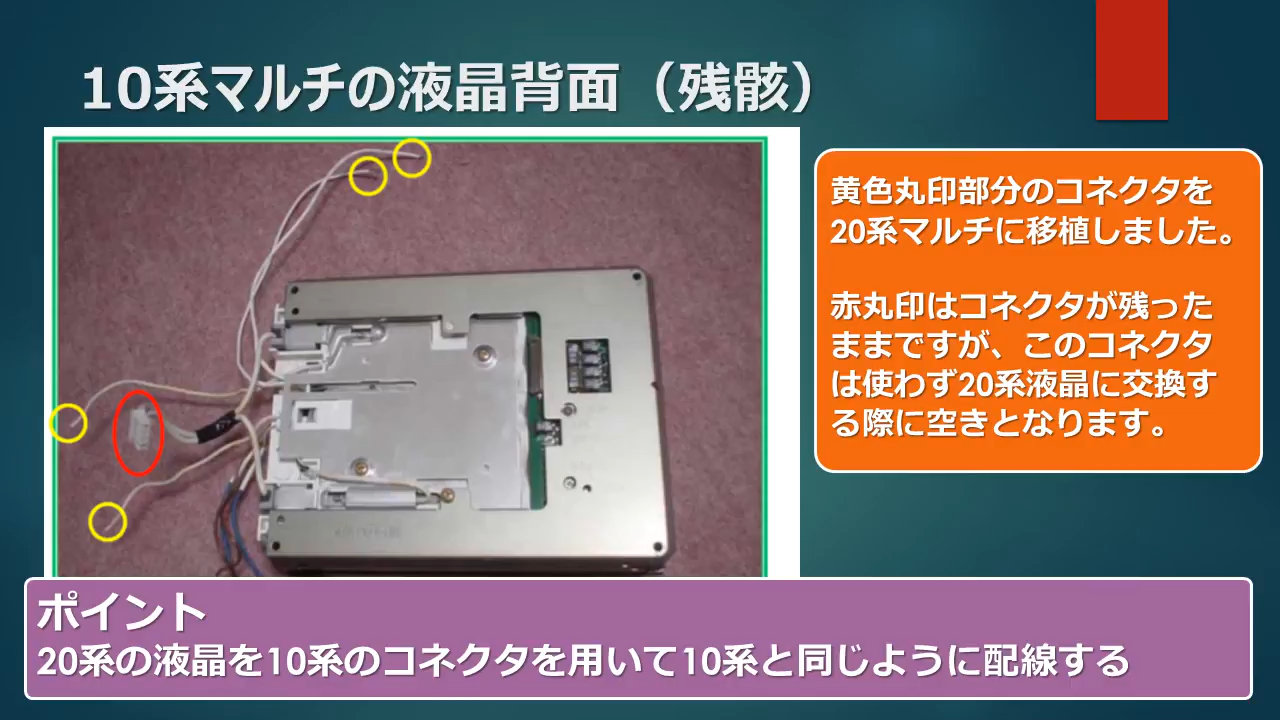 10系マルチの液晶背面（残骸）
黄色丸印部分のコネクタを
20系マルチに移植しました。
赤丸印はコネクタが残った
ままですが、このコネクタ
は使わず20系液晶に交換す
る際に空きとなります。
ポイント
20系の液晶を10系のコネクタを用いて10系と同じように配線する